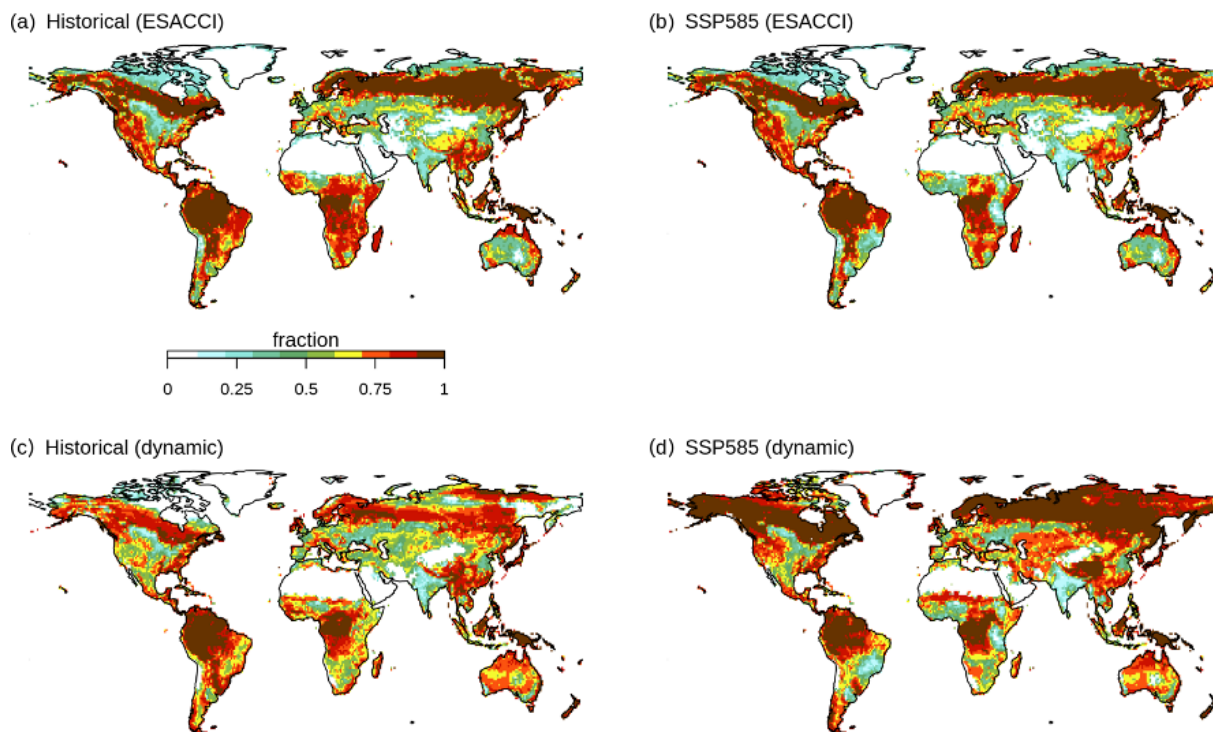 (a) Historical (ESACCI)
(b) SSP585 (ESACCI)
fraction
0 0.25 0.5 0.75 1
(c) Historical (dynamic)
(d) SSP585 (dynamic)